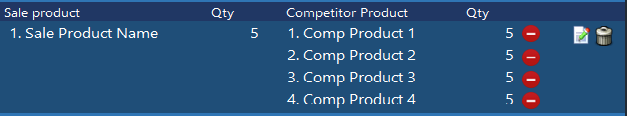 Sale product Qty Competitor Product Qty
1. Sale Product Name 5 1. Comp Product 1 5
2. Comp Product 2 5
3. Comp Product 3 5
4. Comp Product 4 5